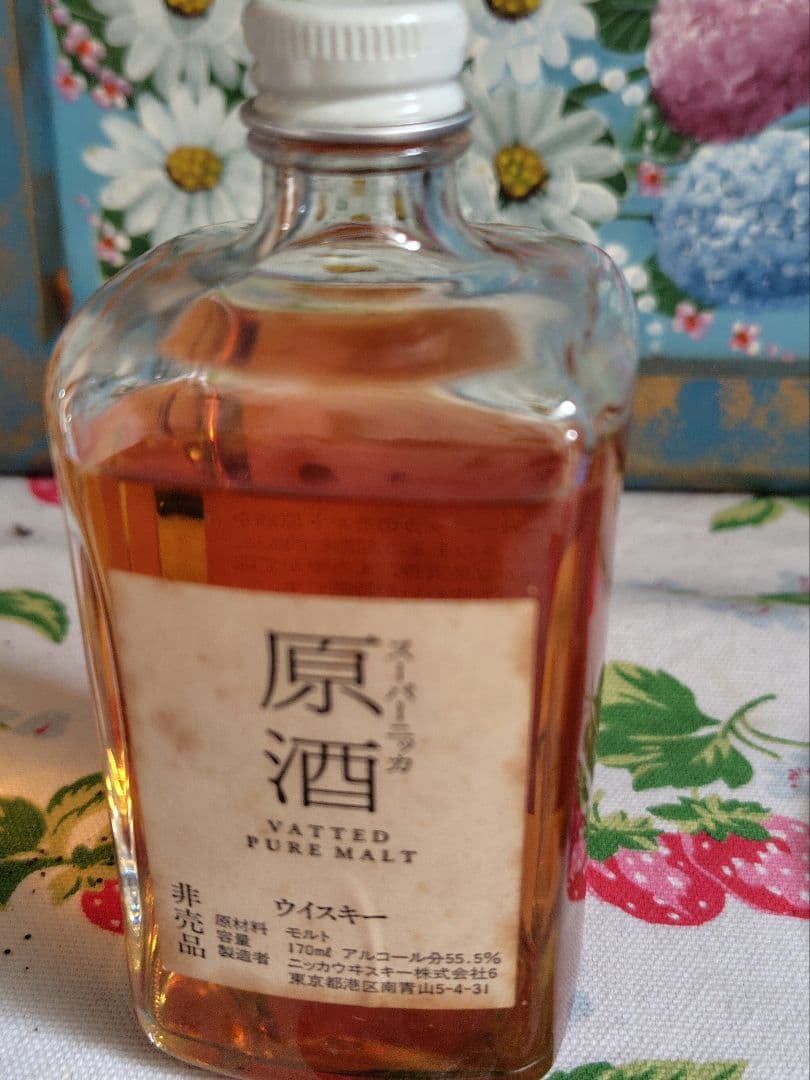 スーパーニッカ
原酒
VATTED
PURE MALT
非売品
ウイスキー
原材料 モルト
容量 170ml アルコール分55.5%
製造者 ニッカウヰスキー株式会社6
東京都港区南青山5-4-31